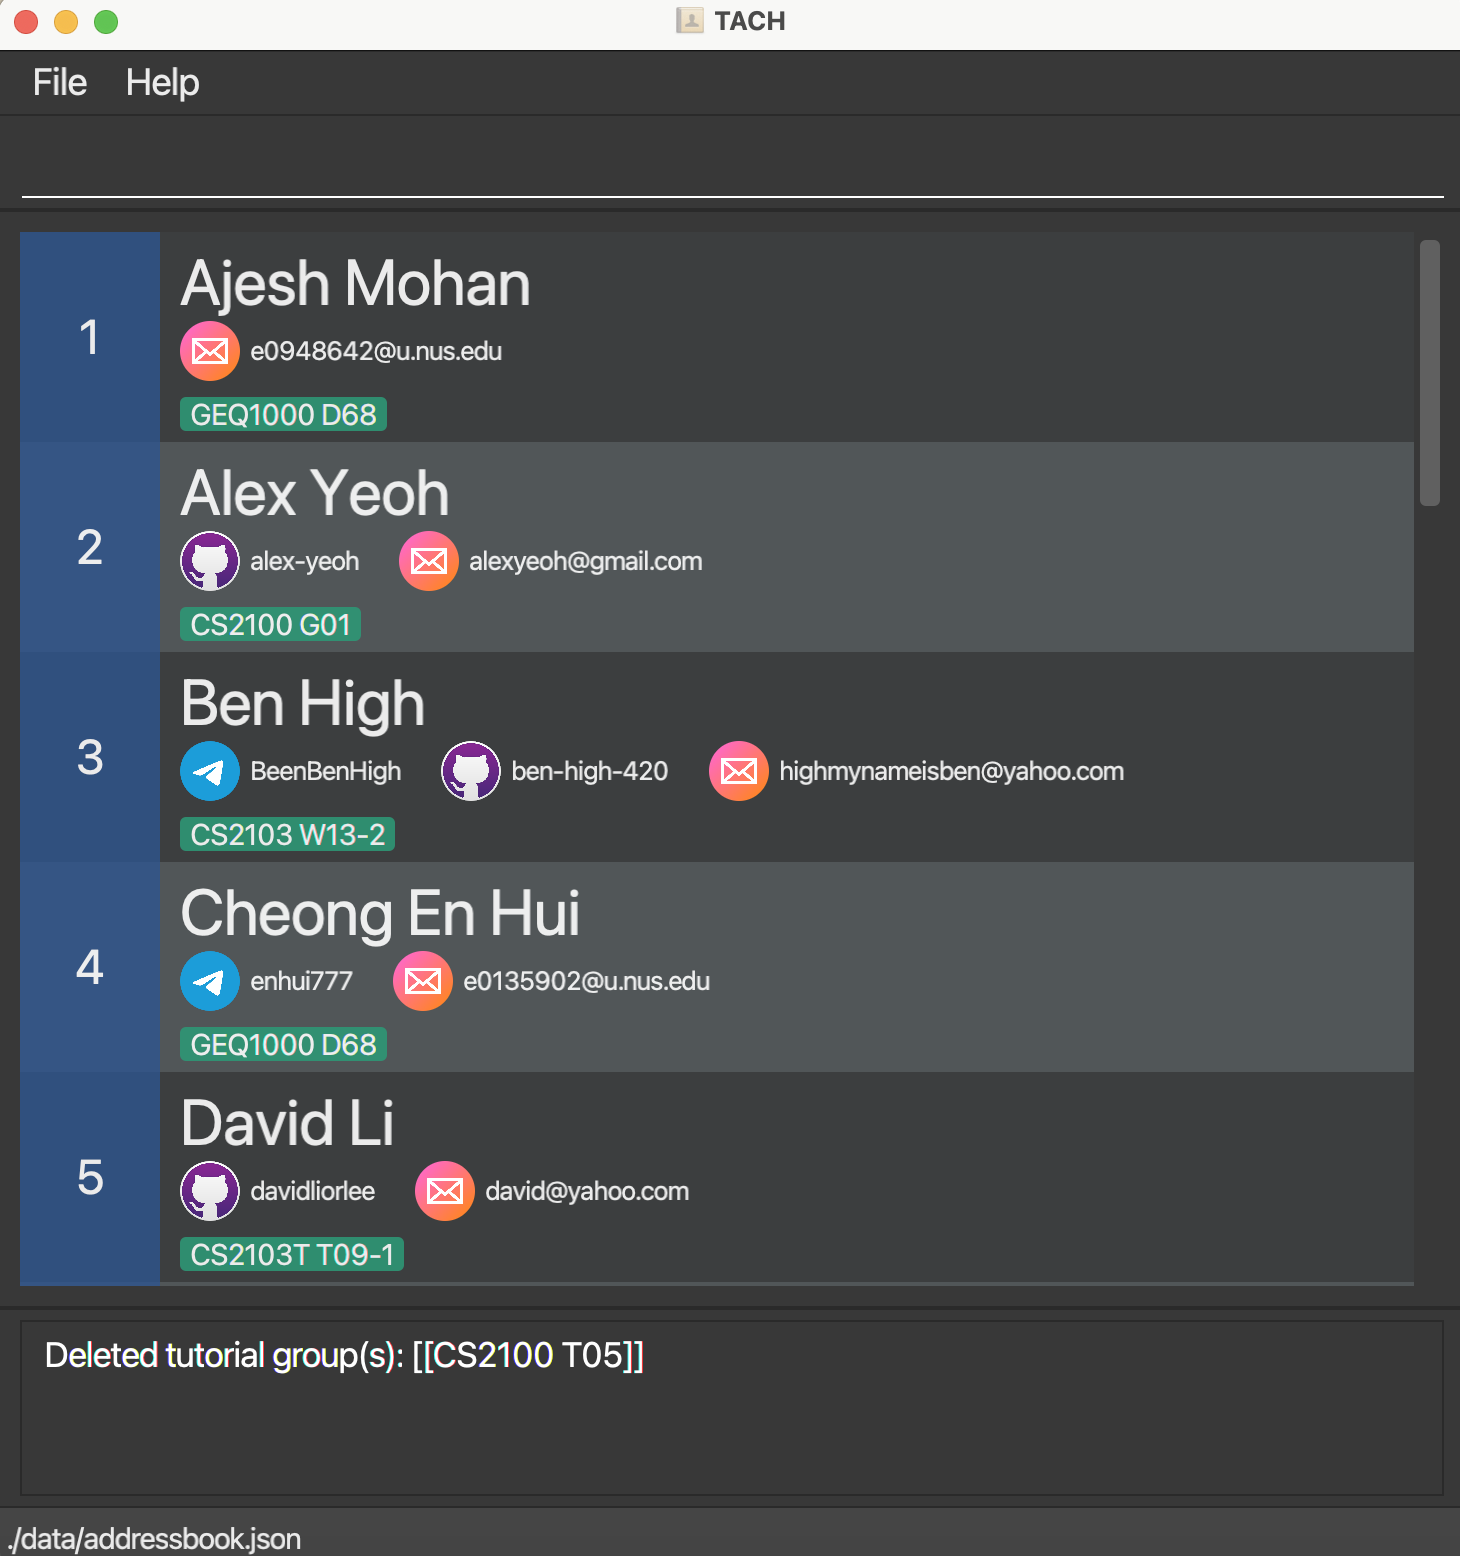 TACH
File Help
1
Ajesh Mohan
e0948642@u.nus.edu
GEQ1000 D68
2
Alex Yeoh
alex-yeoh alexyeoh@gmail.com
CS2100 G01
3
Ben High
BeenBenHigh ben-high-420 highmynameisben@yahoo.com
CS2103 W13-2
4
Cheong En Hui
enhui777 e0135902@u.nus.edu
GEQ1000 D68
5
David Li
davidliorlee david@yahoo.com
CS2103T T09-1
Deleted tutorial group(s): [[CS2100 T05]]
./data/addressbook.json